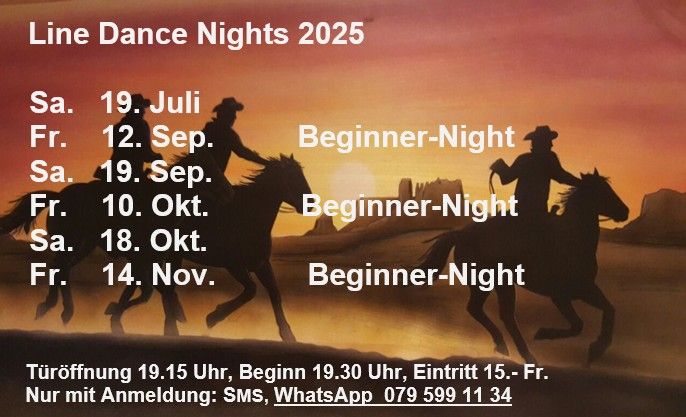 Line Dance Nights 2025
Sa. 19. Juli
Fr. 12. Sep. Beginner-Night
Sa. 19. Sep.
Fr. 10. Okt. Beginner-Night
Sa. 18. Okt.
Fr. 14. Nov. Beginner-Night
Türöffnung 19.15 Uhr, Beginn 19.30 Uhr, Eintritt 15.- Fr.
Nur mit Anmeldung: SMS, WhatsApp 079 599 11 34